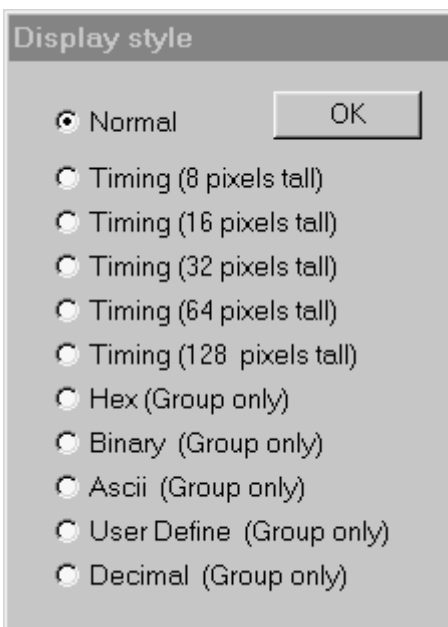 Display style
Normal
OK
Timing (8 pixels tall)
Timing (16 pixels tall)
Timing (32 pixels tall)
Timing (64 pixels tall)
Timing (128  pixels tall)
Hex (Group only)
Binary  (Group only)
Ascii  (Group only)
User Define  (Group only)
Decimal  (Group only)